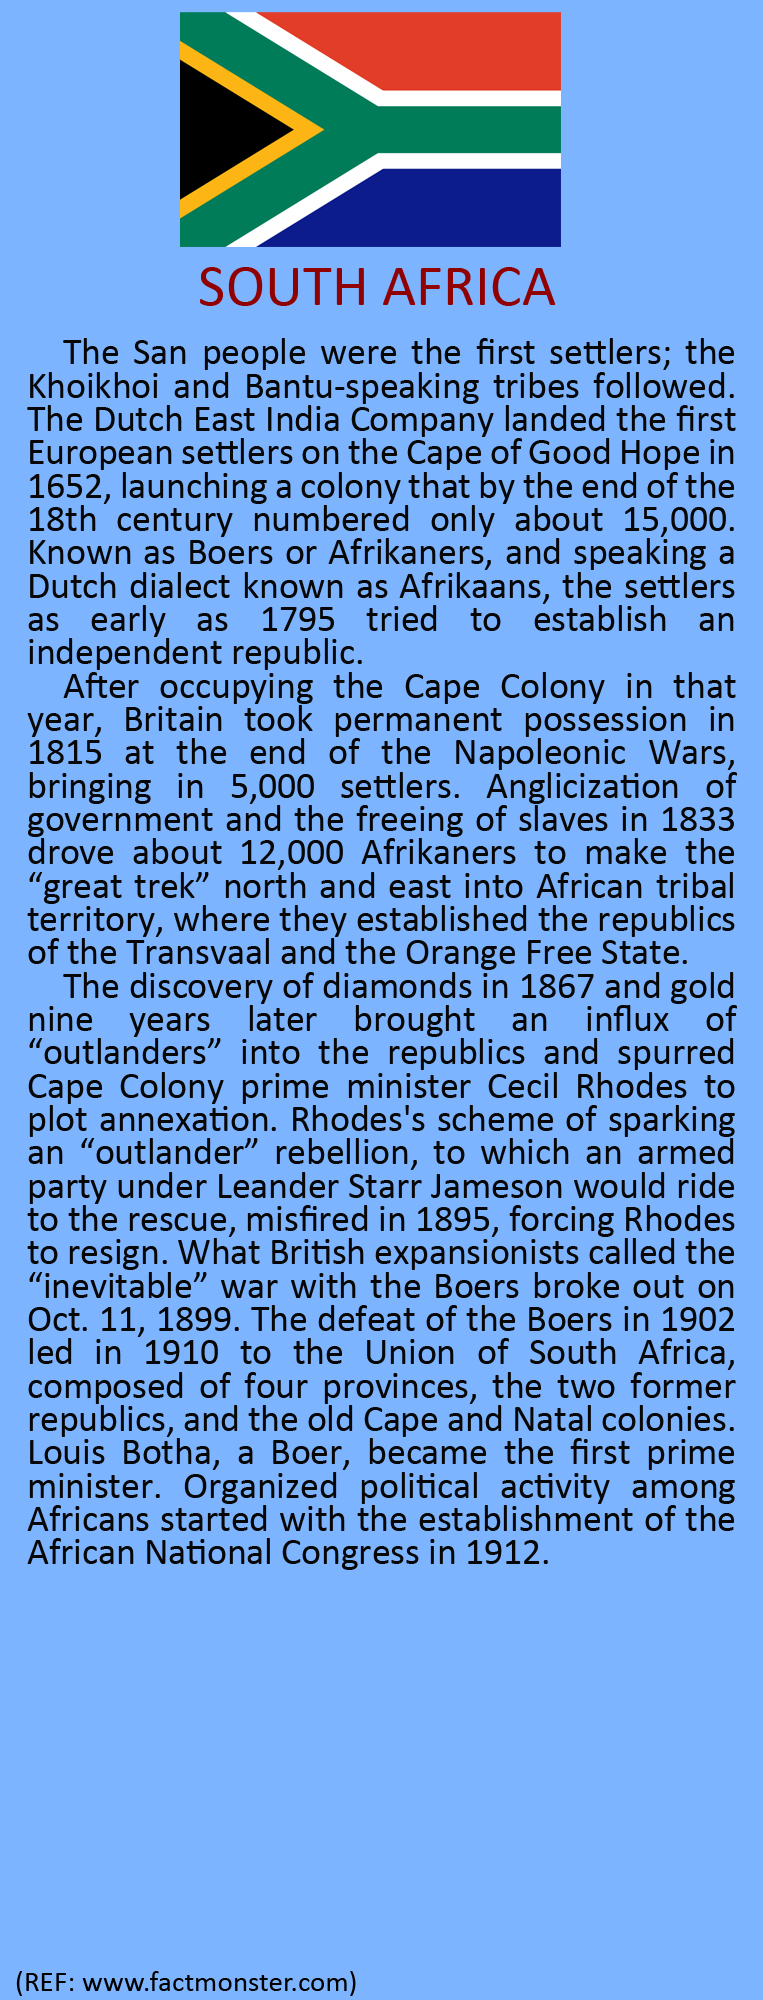 SOUTH AFRICA
The San people were the first settlers; the
Khoikhoi and Bantu-speaking tribes followed.
The Dutch East India Company landed the first
European settlers on the Cape of Good Hope in
1652, launching a colony that by the end of the
18th century numbered only about 15,000.
Known as Boers or Afrikaners, and speaking a
Dutch dialect known as Afrikaans, the settlers
as early as 1795 tried to establish an
independent republic.
After occupying the Cape Colony in that
year, Britain took permanent possession in
1815 at the end of the Napoleonic Wars,
bringing in 5,000 settlers. Anglicization of
government and the freeing of slaves in 1833
drove about 12,000 Afrikaners to make the
“great trek” north and east into African tribal
territory, where they established the republics
of the Transvaal and the Orange Free State.
The discovery of diamonds in 1867 and gold
nine years later brought an influx of
“outlanders” into the republics and spurred
Cape Colony prime minister Cecil Rhodes to
plot annexation. Rhodes's scheme of sparking
an “outlander” rebellion, to which an armed
party under Leander Starr Jameson would ride
to the rescue, misfired in 1895, forcing Rhodes
to resign. What British expansionists called the
“inevitable” war with the Boers broke out on
Oct. 11, 1899. The defeat of the Boers in 1902
led in 1910 to the Union of South Africa,
composed of four provinces, the two former
republics, and the old Cape and Natal colonies.
Louis Botha, a Boer, became the first prime
minister. Organized political activity among
Africans started with the establishment of the
African National Congress in 1912.
(REF: www.factmonster.com)